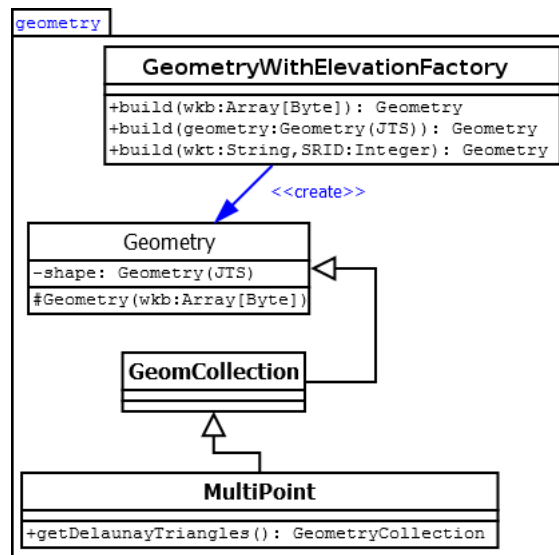 geometry
GeometryWithElevationFactory
+build(wkb:Array[Byte]): Geometry
+build(geometry:Geometry(JTS)): Geometry
+build(wkt:String,SRID:Integer): Geometry
<<create>>
Geometry
-shape: Geometry(JTS)
#Geometry(wkb:Array[Byte])
GeomCollection
MultiPoint
+getDelaunayTriangles(): GeometryCollection